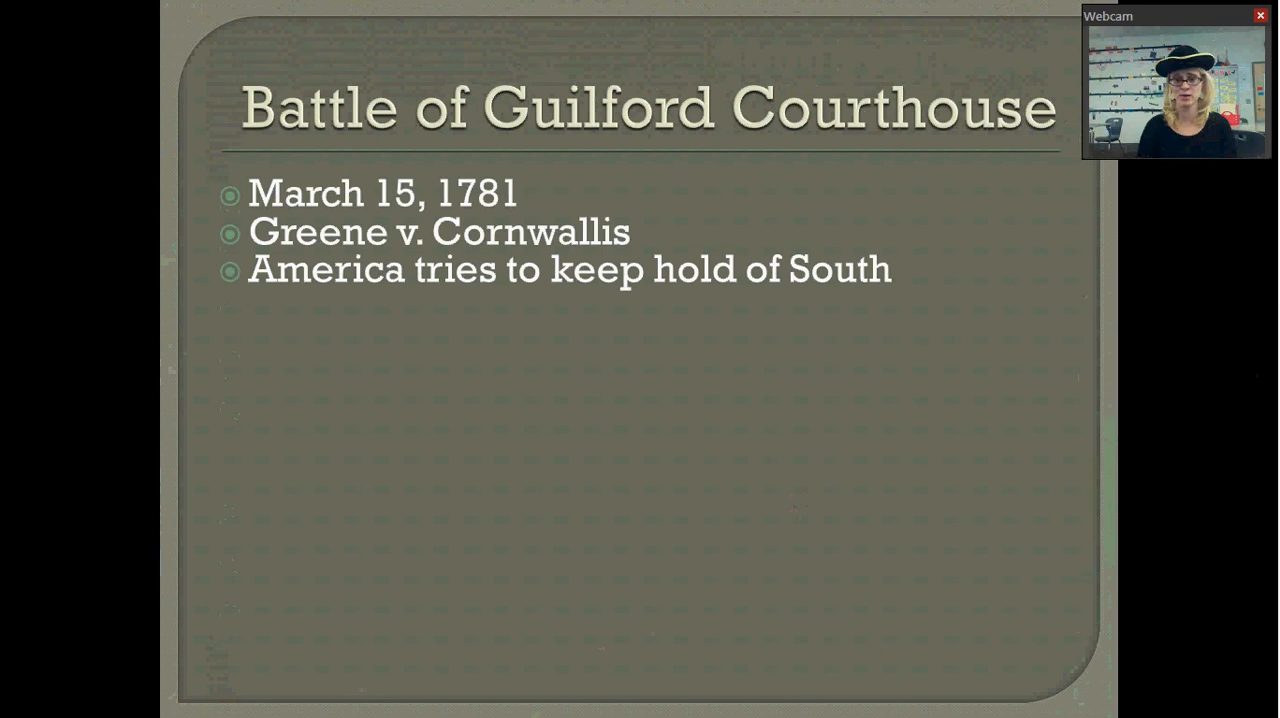 Battle of Guilford Courthouse
March 15, 1781
Greene v. Cornwallis
America tries to keep hold of South
Webcam